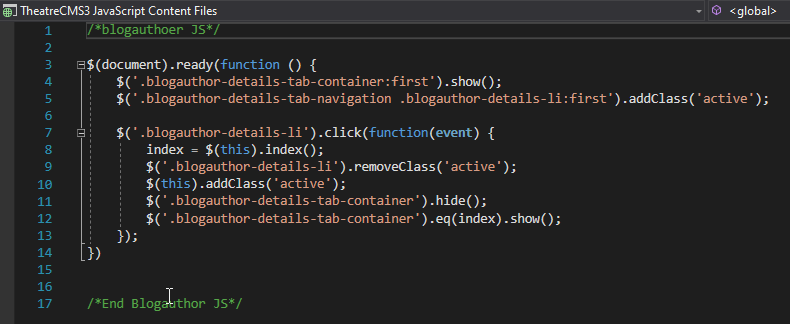 TheatreCMS3 JavaScript Content Files <global>
1 /*blogauthoer JS*/
2
3 $(document).ready(function () {
4 $('.blogauthor-details-tab-container:first').show();
5 $('.blogauthor-details-tab-navigation .blogauthor-details-li:first').addClass('active');
6
7 $('.blogauthor-details-li').click(function(event) {
8 index = $(this).index();
9 $('.blogauthor-details-li').removeClass('active');
10 $(this).addClass('active');
11 $('.blogauthor-details-tab-container').hide();
12 $('.blogauthor-details-tab-container').eq(index).show();
13 });
14 })
15
16
17 /*End Blogauthor JS*/